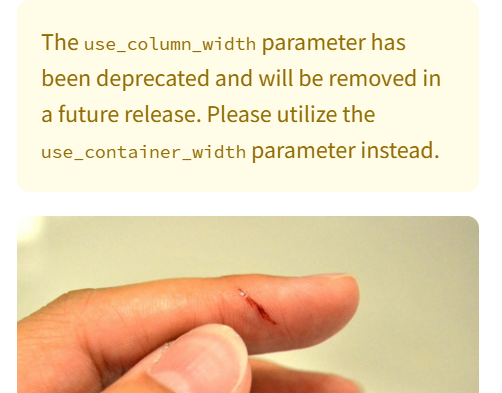 The use_column_width parameter has
been deprecated and will be removed in
a future release. Please utilize the
use_container_width parameter instead.